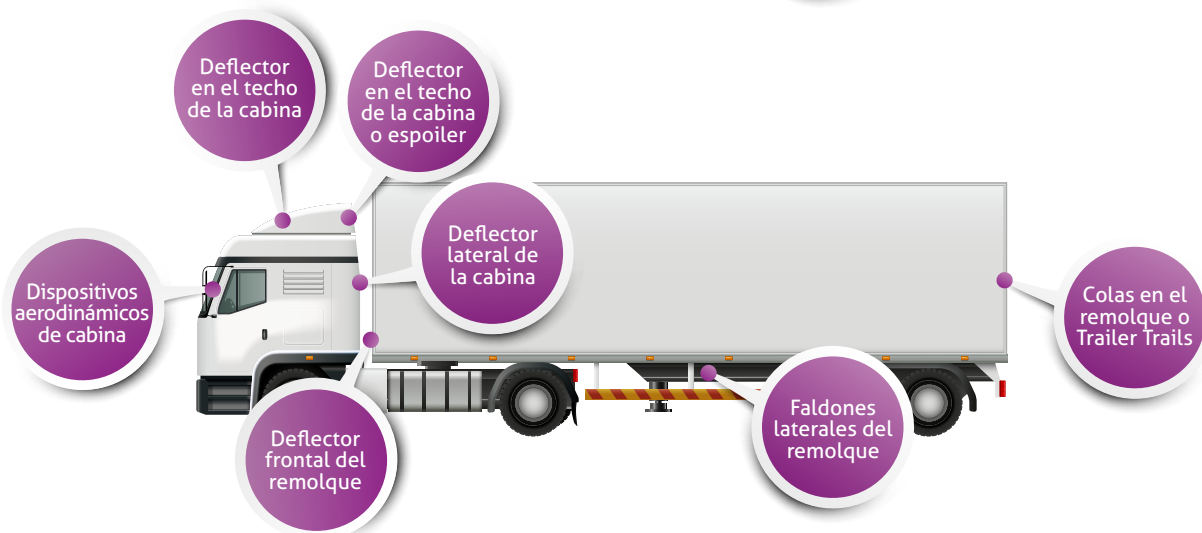 Deflector
en el techo
de la cabina
Deflector
en el techo
de la cabina
o espoiler
Deflector
lateral de
la cabina
Dispositivos
aerodinámicos
de cabina
Colas en el
remolque o
Trailer Trails
Faldones
laterales del
remolque
Deflector
frontal del
remolque